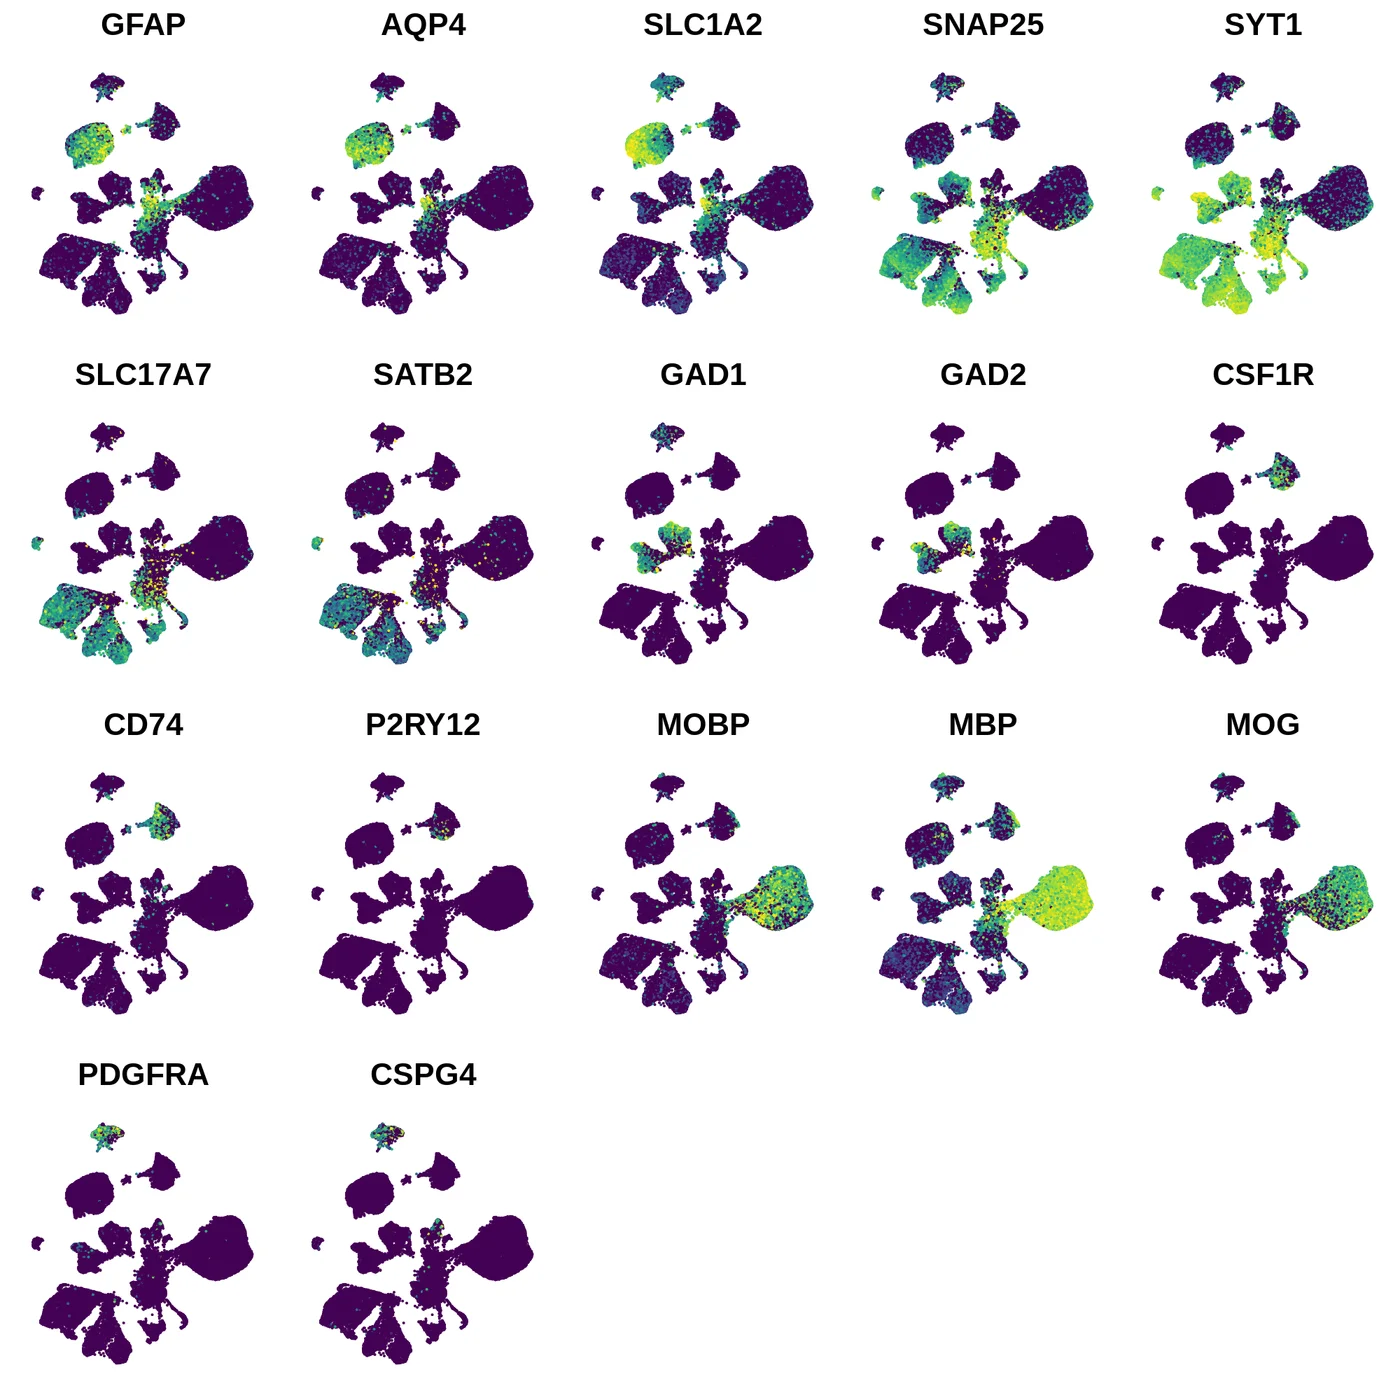 GFAP AQP4 SLC1A2 SNAP25 SYT1
SLC17A7 SATB2 GAD1 GAD2 CSF1R
CD74 P2RY12 MOBP MBP MOG
PDGFRA CSPG4